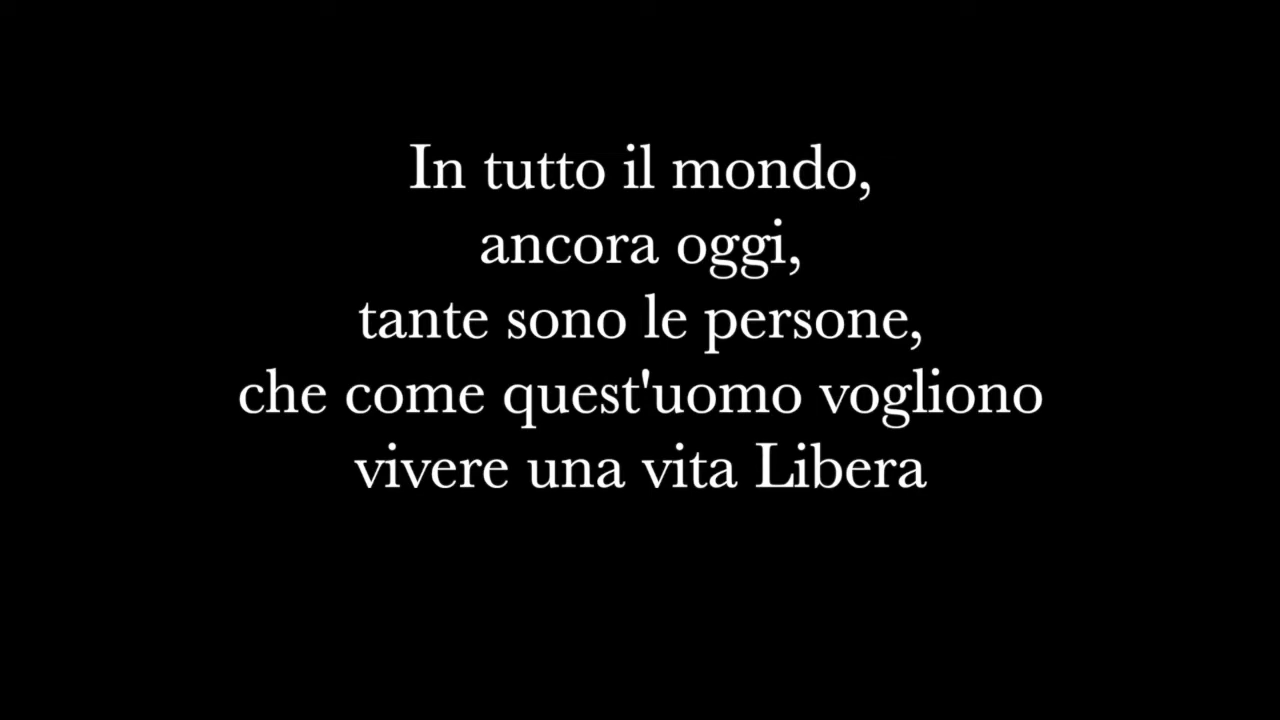 In tutto il mondo,
ancora oggi,
tante sono le persone,
che come quest'uomo vogliono
vivere una vita Libera